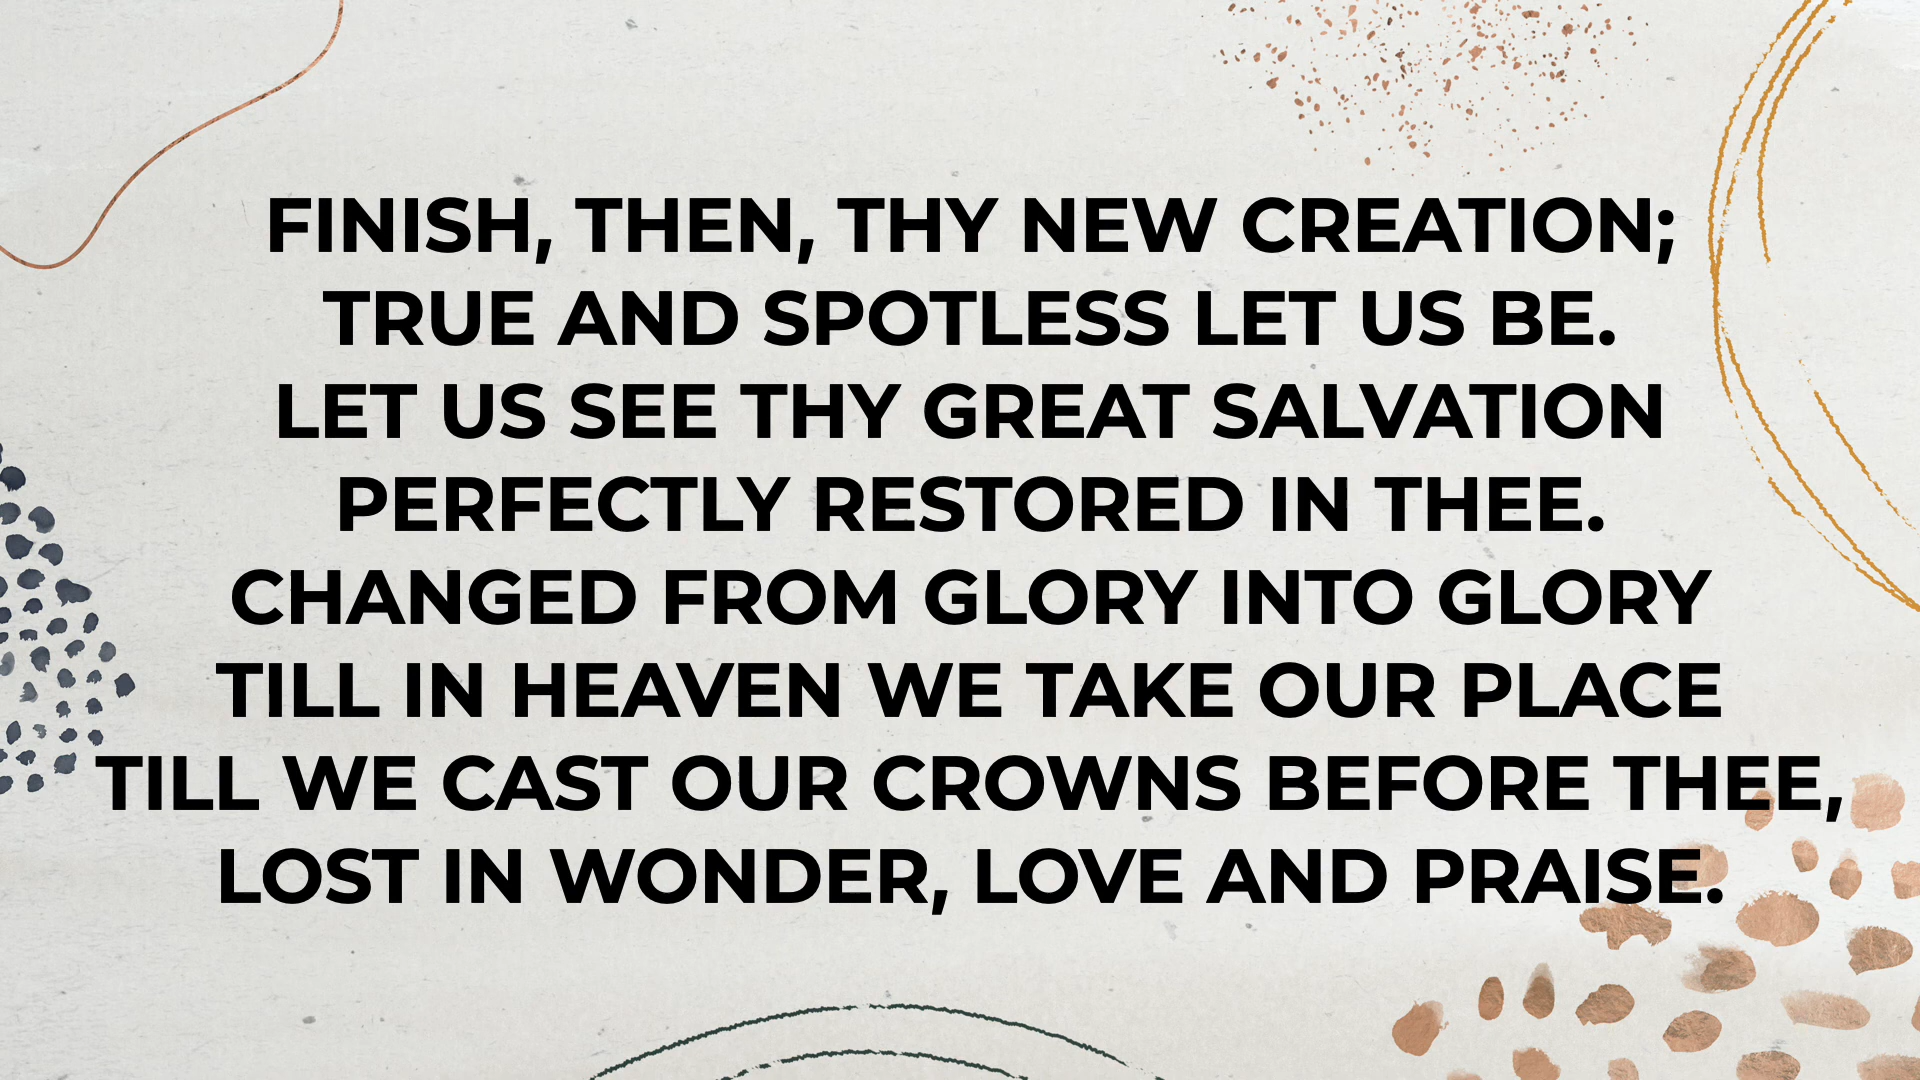 FINISH, THEN, THY NEW CREATION;
TRUE AND SPOTLESS LET US BE.
LET US SEE THY GREAT SALVATION
PERFECTLY RESTORED IN THEE.
CHANGED FROM GLORY INTO GLORY
TILL IN HEAVEN WE TAKE OUR PLACE
TILL WE CAST OUR CROWNS BEFORE THEE,
LOST IN WONDER, LOVE AND PRAISE.